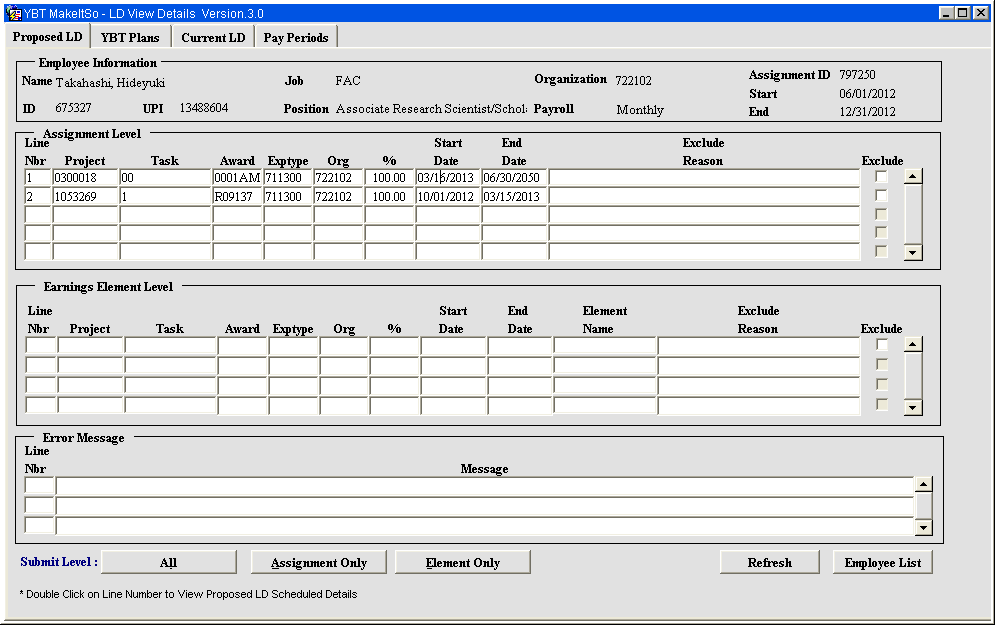 YBT MakeItSo - LD View Details Version.3.0
Proposed LD YBT Plans Current LD Pay Periods
Employee Information
Name Takahashi, Hideyuki Job FAC Organization 722102 Assignment ID 797250
Start 06/01/2012
ID 675327 UPI 13488604 Position Associate Research Scientist/Schol Payroll Monthly End 12/31/2012
Assignment Level
Line Start End Exclude
Nbr Project Task Award Exptype Org % Date Date Reason Exclude
1 0300018 00 0001AM 711300 722102 100.00 03/16/2013 06/30/2050
2 1053269 1 R09137 711300 722102 100.00 10/01/2012 03/15/2013
Earnings Element Level
Line Start End Element Exclude
Nbr Project Task Award Exptype Org % Date Date Name Reason Exclude
Error Message
Line
Nbr Message
Submit Level : All Assignment Only Element Only Refresh Employee List
* Double Click on Line Number to View Proposed LD Scheduled Details